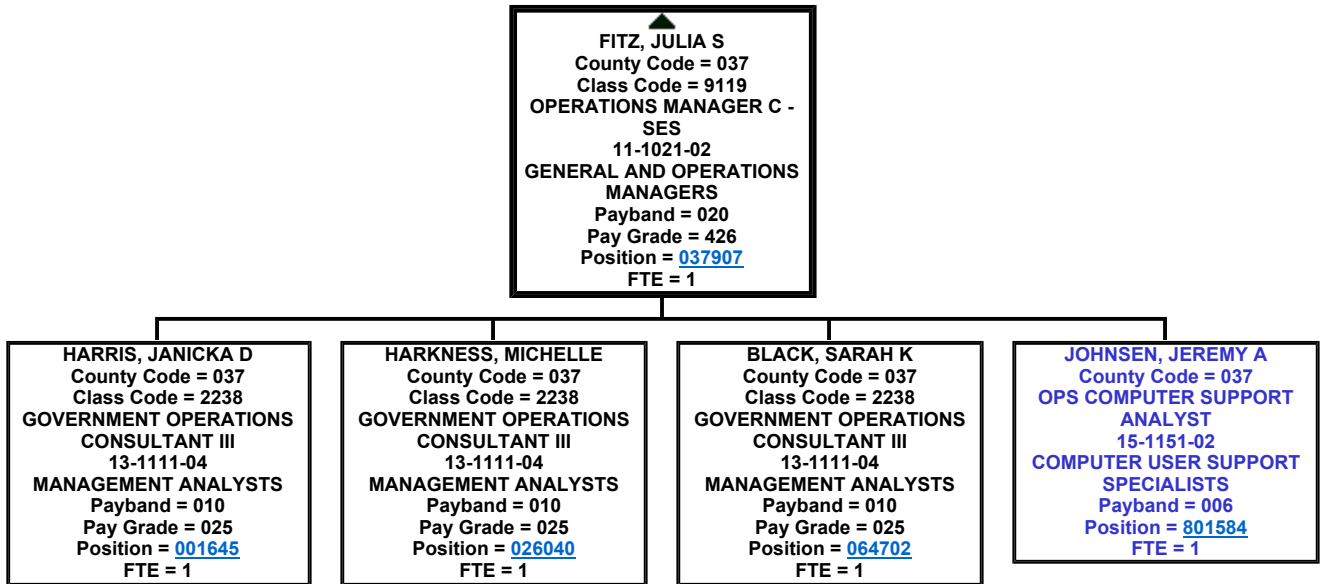 FITZ, JULIA S
County Code = 037
Class Code = 9119
OPERATIONS MANAGER C -
SES
11-1021-02
GENERAL AND OPERATIONS
MANAGERS
Payband = 020
Pay Grade = 426
Position = 037907
FTE = 1
HARRIS, JANICKA D
County Code = 037
Class Code = 2238
GOVERNMENT OPERATIONS
CONSULTANT III
13-1111-04
MANAGEMENT ANALYSTS
Payband = 010
Pay Grade = 025
Position = 001645
FTE = 1
HARKNESS, MICHELLE
County Code = 037
Class Code = 2238
GOVERNMENT OPERATIONS
CONSULTANT III
13-1111-04
MANAGEMENT ANALYSTS
Payband = 010
Pay Grade = 025
Position = 026040
FTE = 1
BLACK, SARAH K
County Code = 037
Class Code = 2238
GOVERNMENT OPERATIONS
CONSULTANT III
13-1111-04
MANAGEMENT ANALYSTS
Payband = 010
Pay Grade = 025
Position = 064702
FTE = 1
JOHNSEN, JEREMY A
County Code = 037
OPS COMPUTER SUPPORT
ANALYST
15-1151-02
COMPUTER USER SUPPORT
SPECIALISTS
Payband = 006
Position = 801584
FTE = 1